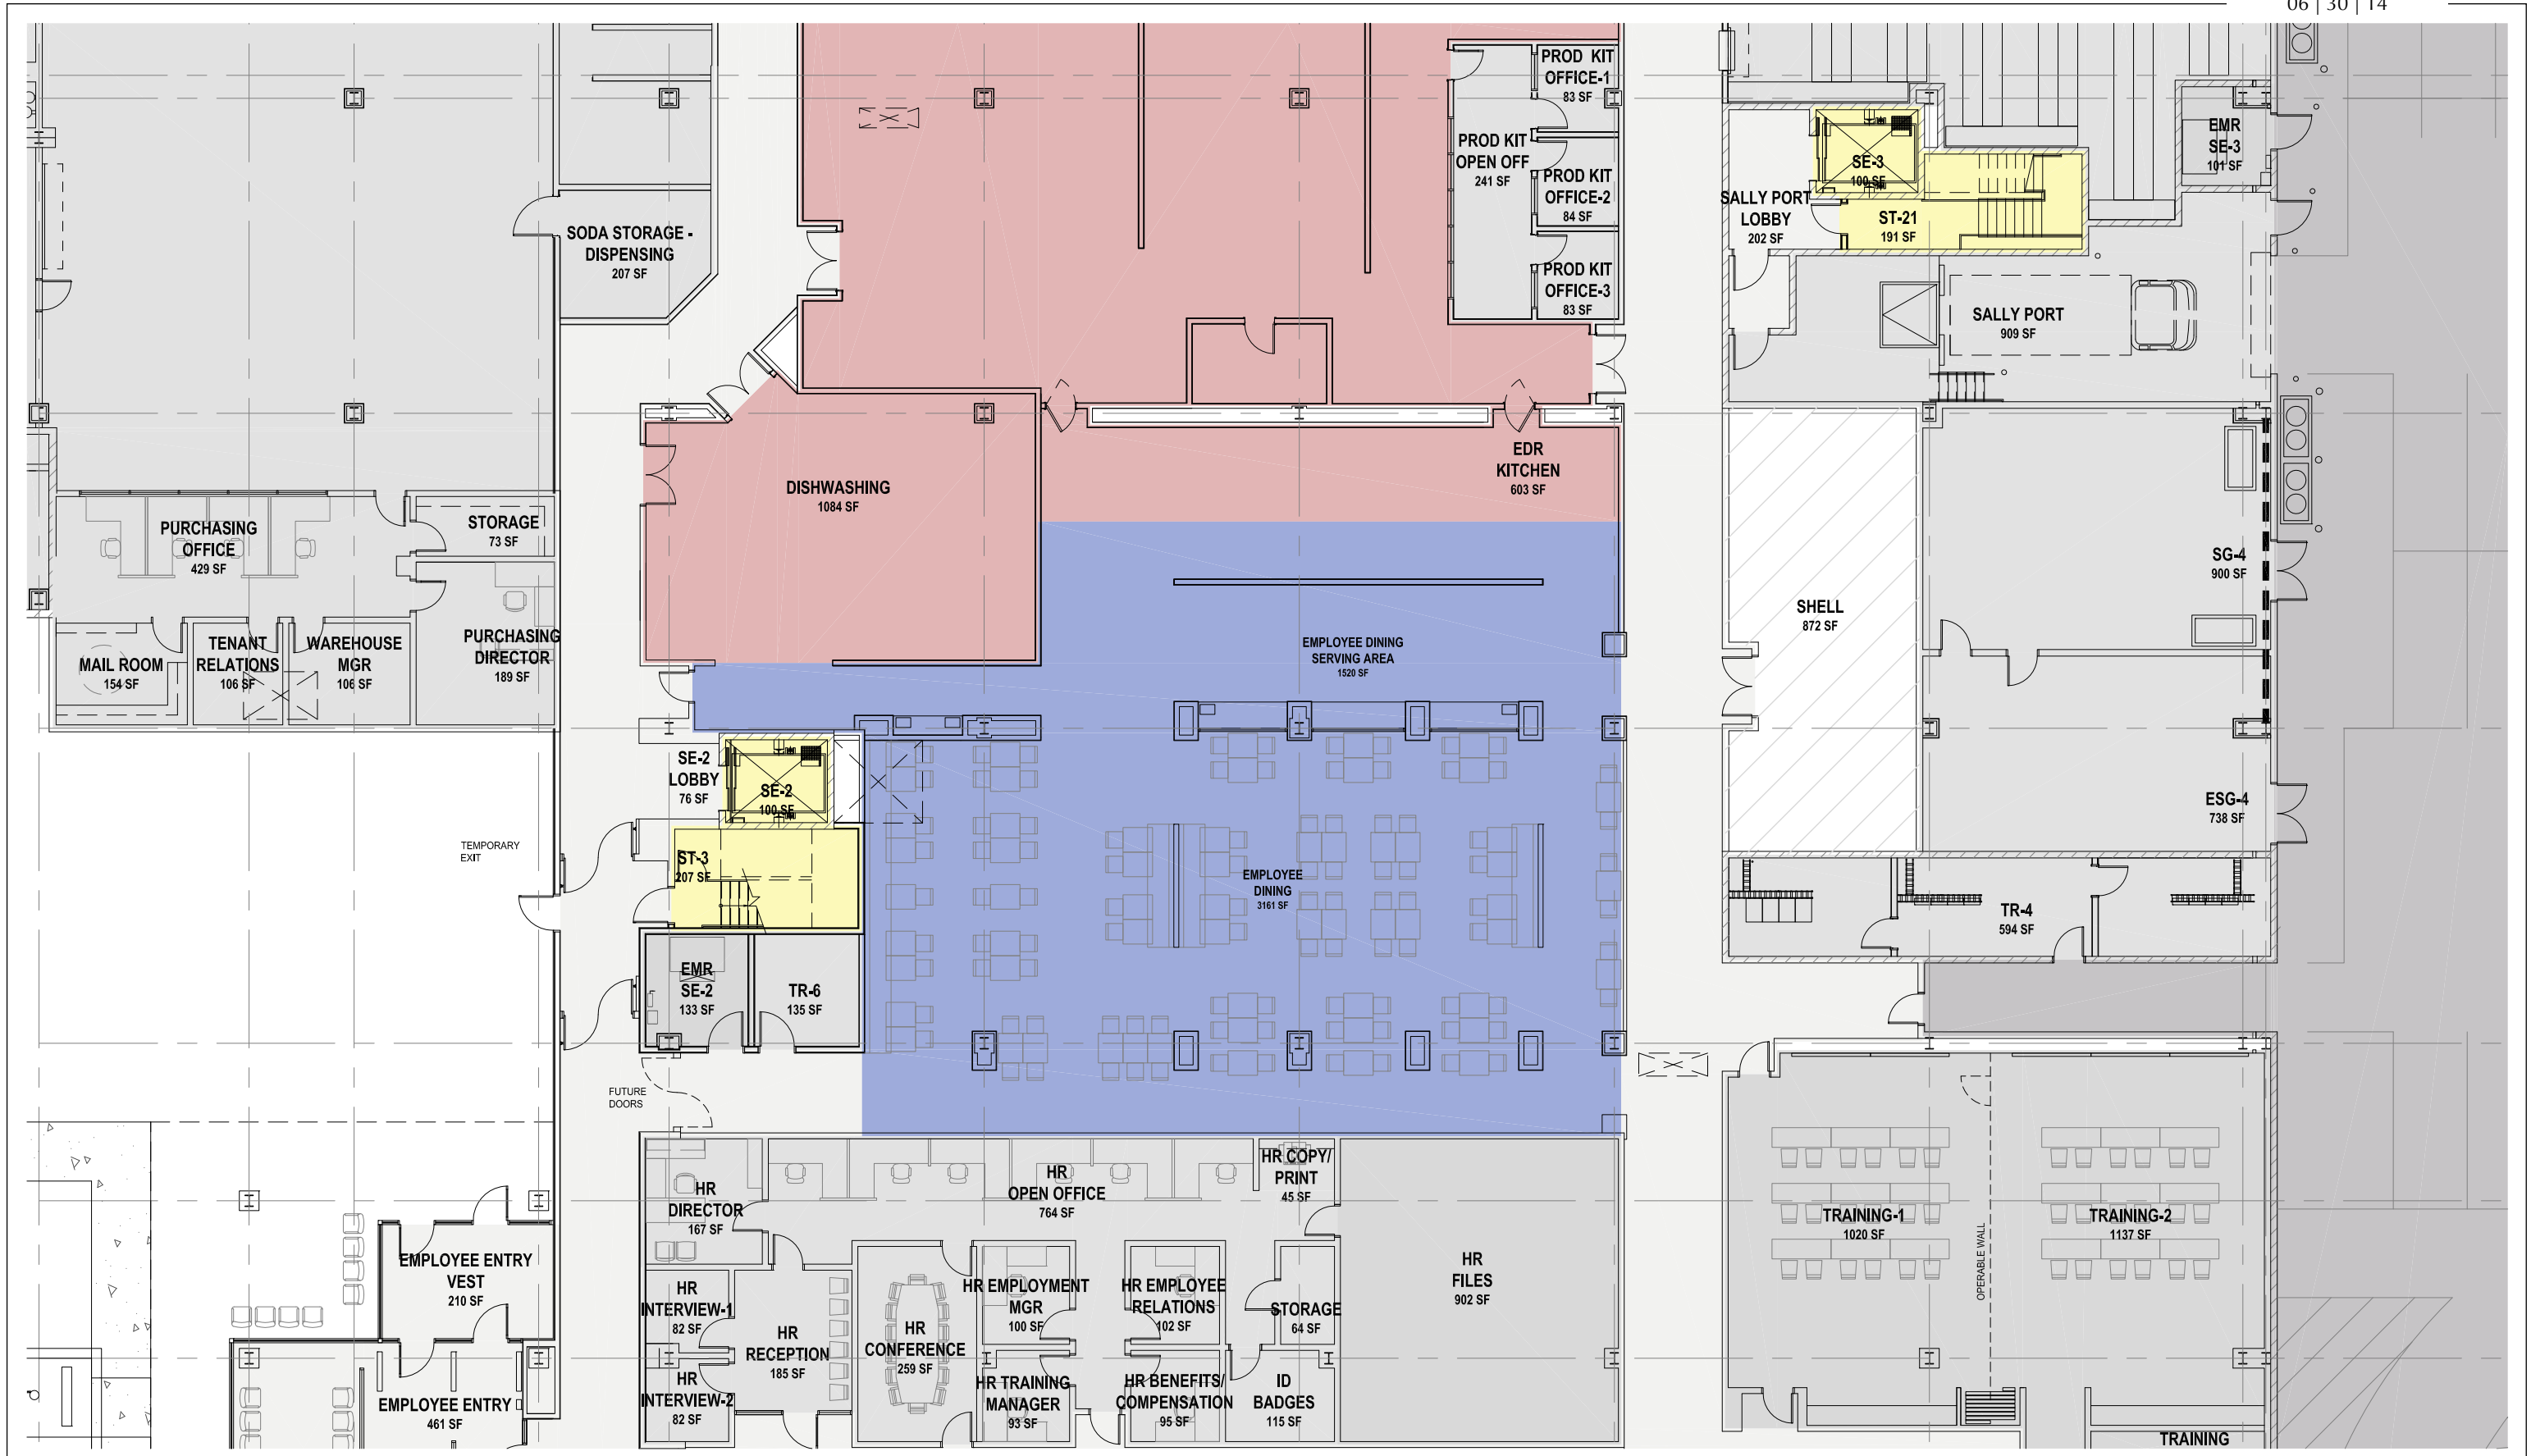 06 | 30 | 14
PROD KIT
OFFICE-1
83 SF
PROD KIT
OPEN OFF
241 SF
PROD KIT
OFFICE-2
84 SF
PROD KIT
OFFICE-3
83 SF
EMR
SE-3
101 SF
SE-3
100 SF
SALLY PORT
LOBBY
202 SF
ST-21
191 SF
SODA STORAGE -
DISPENSING
207 SF
SALLY PORT
909 SF
EDR
KITCHEN
603 SF
DISHWASHING
1084 SF
PURCHASING
OFFICE
429 SF
STORAGE
73 SF
SG-4
900 SF
SHELL
872 SF
MAIL ROOM
154 SF
TENANT
RELATIONS
106 SF
WAREHOUSE
MGR
106 SF
PURCHASING
DIRECTOR
189 SF
EMPLOYEE DINING
SERVING AREA
1520 SF
SE-2
LOBBY
76 SF
SE-2
100 SF
ESG-4
738 SF
TEMPORARY
EXIT
ST-3
207 SF
EMPLOYEE
DINING
3161 SF
TR-4
594 SF
EMR
SE-2
133 SF
TR-6
135 SF
FUTURE
DOORS
HR
DIRECTOR
167 SF
HR
OPEN OFFICE
764 SF
HR COPY/
PRINT
45 SF
TRAINING-1
1020 SF
OPERABLE WALL
TRAINING-2
1137 SF
EMPLOYEE ENTRY
VEST
210 SF
HR
INTERVIEW-1
82 SF
HR
RECEPTION
185 SF
HR
CONFERENCE
259 SF
HR EMPLOYMENT
MGR
100 SF
HR EMPLOYEE
RELATIONS
102 SF
STORAGE
64 SF
HR
FILES
902 SF
EMPLOYEE ENTRY
461 SF
HR
INTERVIEW-2
82 SF
HR TRAINING
MANAGER
93 SF
HR BENEFITS/
COMPENSATION
95 SF
ID
BADGES
115 SF
TRAINING